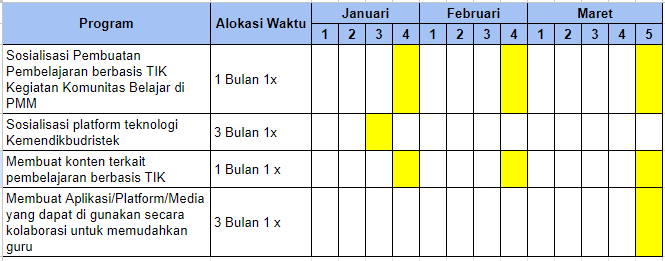 Program Alokasi Waktu Januari Februari Maret
1 2 3 4 1 2 3 4 1 2 3 4 5
Sosialisasi Pembuatan
Pembelajaran berbasis TIK
Kegiatan Komunitas Belajar di
PMM
1 Bulan 1x
Sosialisasi platform teknologi
Kemendikbudristek
3 Bulan 1x
Membuat konten terkait
pembelajaran berbasis TIK
1 Bulan 1 x
Membuat Aplikasi/Platform/Media
yang dapat di gunakan secara
kolaborasi untuk memudahkan
guru
3 Bulan 1 x